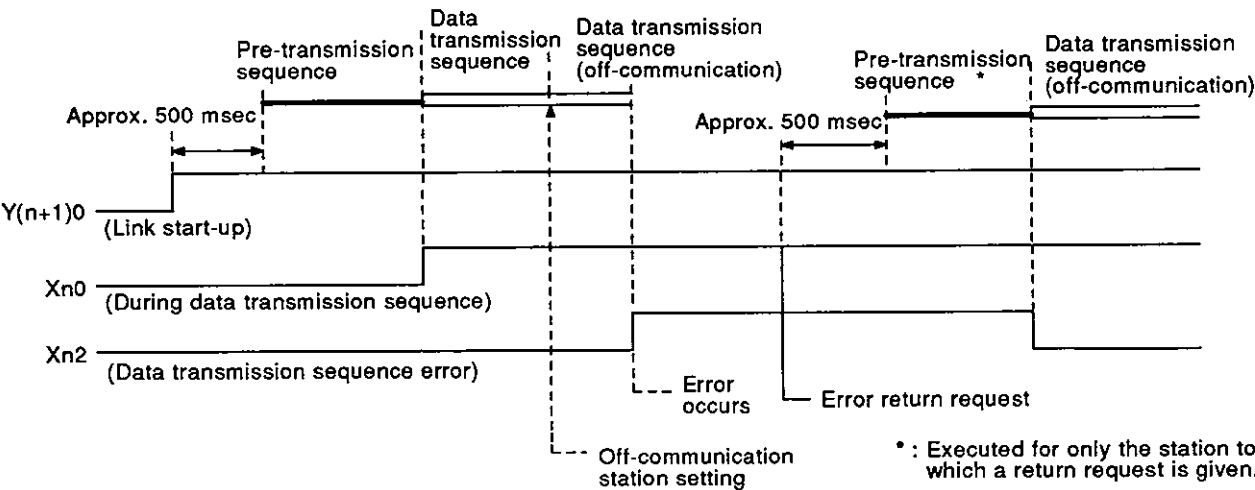 Data
transmission
sequence
Data transmission
sequence
(off-communication)
Pre-transmission
sequence
Approx. 500 msec
Pre-transmission
sequence *
Data transmission
sequence
(off-communication)
Approx. 500 msec
Y(n+1)0
(Link start-up)
Xn0
(During data transmission sequence)
Xn2
(Data transmission sequence error)
Error
occurs
Error return request
Off-communication
station setting
* : Executed for only the station to
which a return request is given.